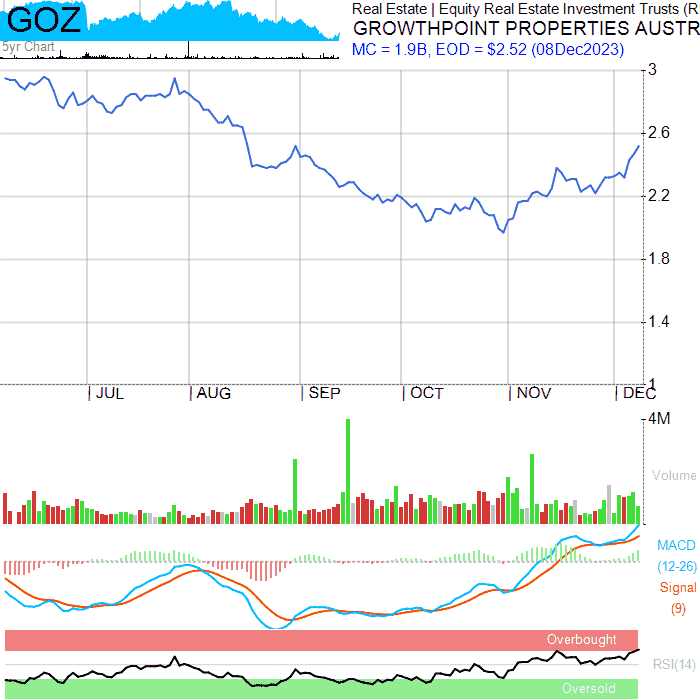 GOZ
5yr Chart
Real Estate | Equity Real Estate Investment Trusts (R
GROWTHPOINT PROPERTIES AUSTR
MC = 1.9B, EOD = $2.52 (08Dec2023)
3
2.6
2.2
1.8
1.4
1
JUL
AUG
SEP
OCT
NOV
DEC
4M
Volume
MACD
(12-26)
Signal
(9)
Overbought
RSI(14)
Oversold